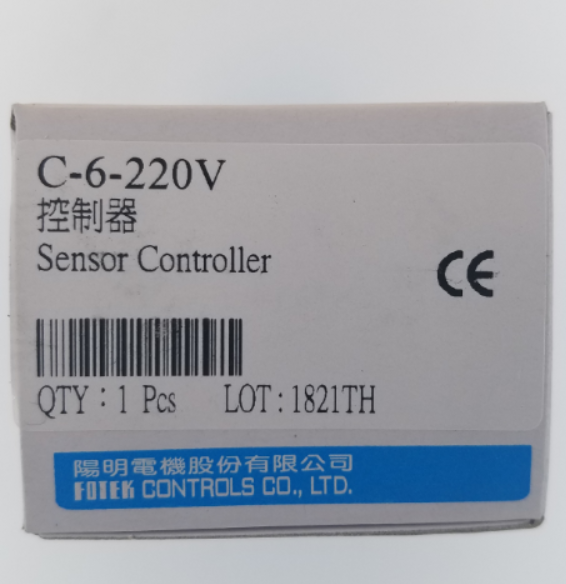 C-6-220V
控制器
Sensor Controller
CE
QTY：1 Pcs LOT：1821TH
陽明電機股份有限公司
FOTEK CONTROLS CO., LTD.